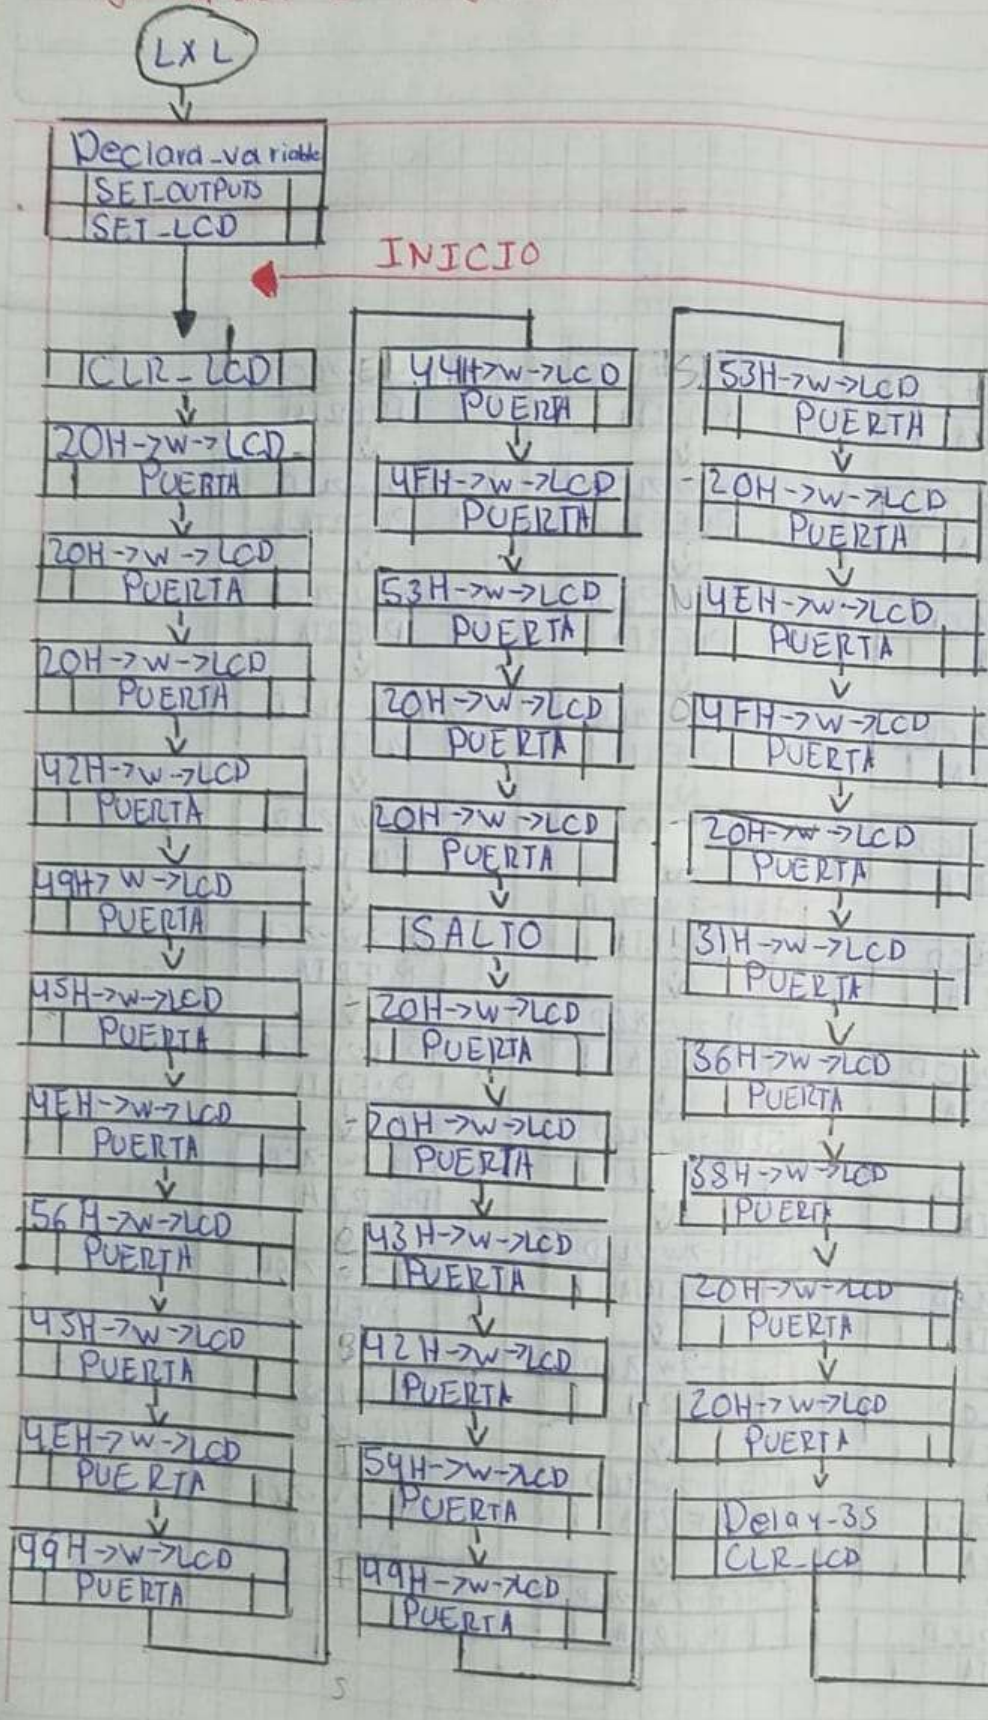 LXL
Declara_variable
SET_OUTPUTS
SET_LCD
INICIO
CLR_LCD
20H->W->LCD
PUERTA
20H->W->LCD
PUERTA
20H->W->LCD
PUERTA
42H->W->LCD
PUERTA
49H->W->LCD
PUERTA
45H->W->LCD
PUERTA
4EH->W->LCD
PUERTA
56H->W->LCD
PUERTA
45H->W->LCD
PUERTA
4EH->W->LCD
PUERTA
99H->W->LCD
PUERTA
44H->W->LCD
PUERTA
4FH->W->LCD
PUERTA
53H->W->LCD
PUERTA
20H->W->LCD
PUERTA
20H->W->LCD
PUERTA
SALTO
-20H->W->LCD
PUERTA
-20H->W->LCD
PUERTA
C 43H->W->LCD
PUERTA
B 42H->W->LCD
PUERTA
T 54H->W->LCD
PUERTA
I 99H->W->LCD
PUERTA
S 53H->W->LCD
PUERTA
-20H->W->LCD
PUERTA
N 4EH->W->LCD
PUERTA
O 4FH->W->LCD
PUERTA
-20H->W->LCD
PUERTA
31H->W->LCD
PUERTA
36H->W->LCD
PUERTA
38H->W->LCD
PUERTA
20H->W->LCD
PUERTA
20H->W->LCD
PUERTA
Delay-3S
CLR_LCD
S